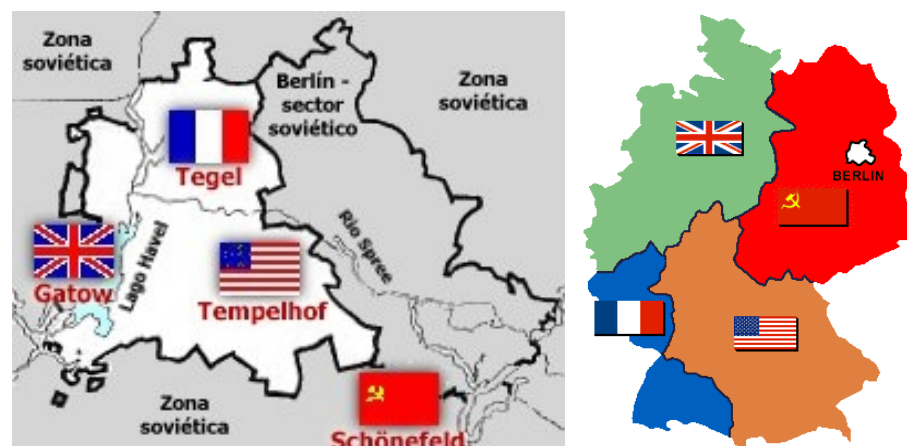 Zona
soviética
Berlín -
sector
soviético
Zona
soviética
Tegel
Gatow
Lago Havel
Tempelhof
Río Spree
Zona
soviética
Schönefeld
BERLIN